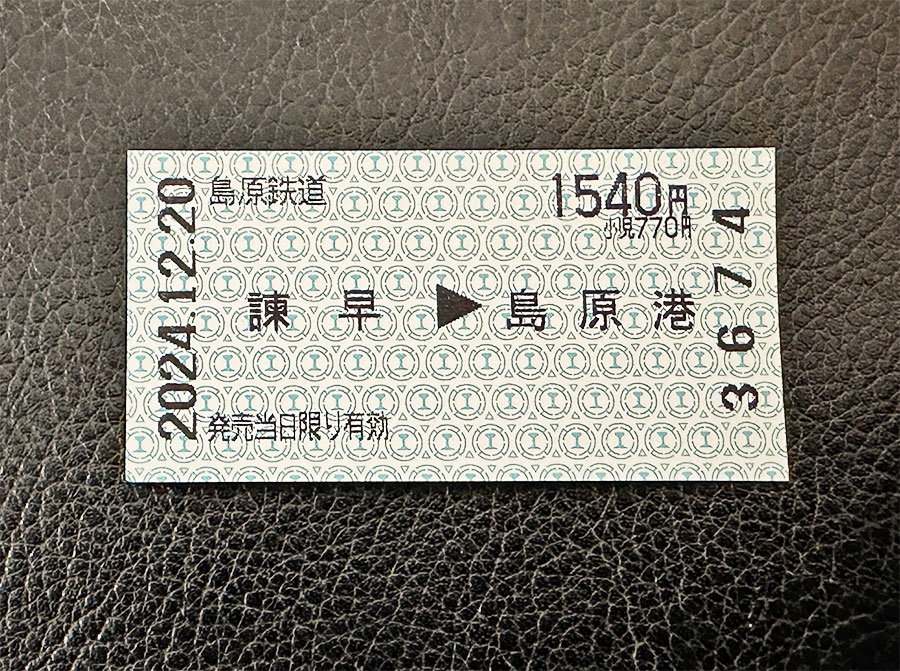 2024.12.20
島原鉄道
1540円
小児770円
諫早▶島原港
発売当日限り有効
3674